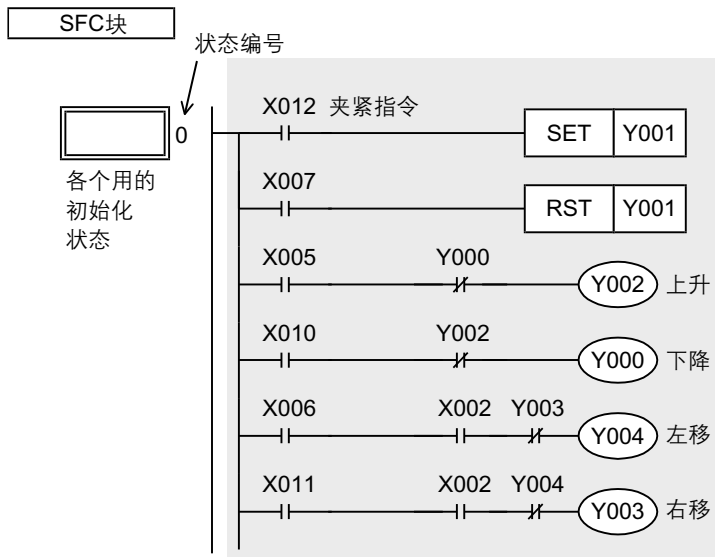 SFC块
状态编号
X012 夹紧指令
SET Y001
0
各个用的
初始化
状态
X007
RST Y001
X005 Y000
Y002 上升
X010 Y002
Y000 下降
X006 X002 Y003
Y004 左移
X011 X002 Y004
Y003 右移